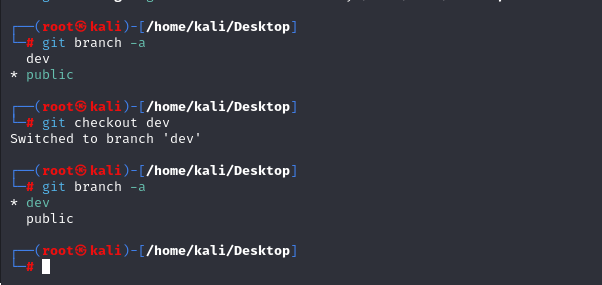 ┌──(root㉿kali)-[/home/kali/Desktop]
└─# git branch -a
  dev
* public
┌──(root㉿kali)-[/home/kali/Desktop]
└─# git checkout dev
Switched to branch 'dev'
┌──(root㉿kali)-[/home/kali/Desktop]
└─# git branch -a
* dev
  public
┌──(root㉿kali)-[/home/kali/Desktop]
└─#